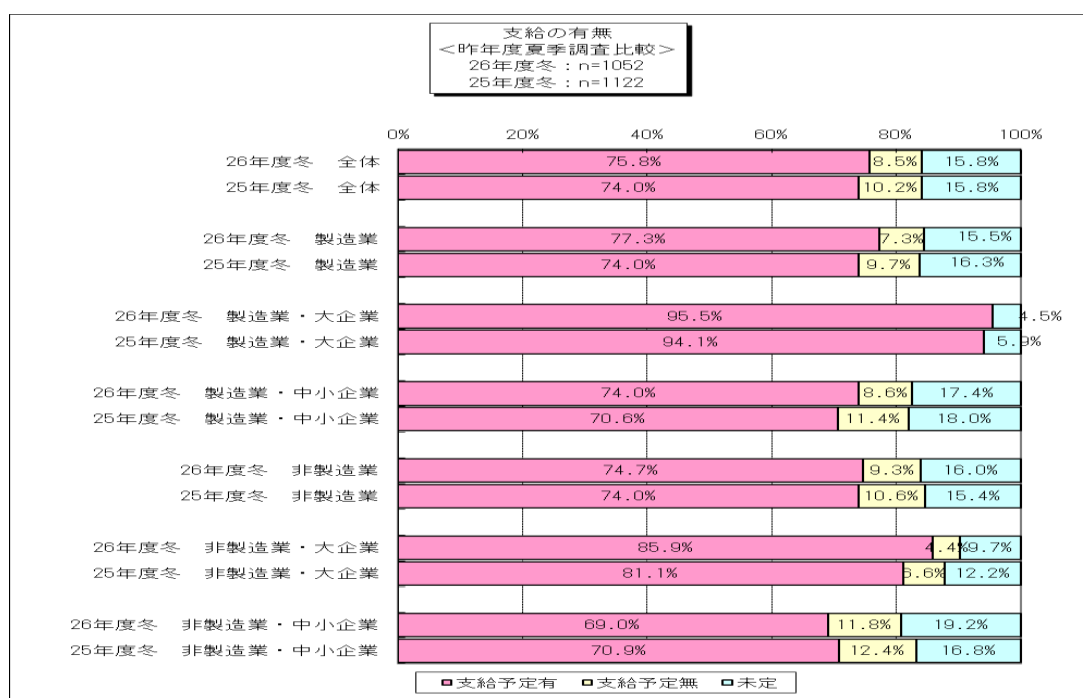 支給の有無
<昨年度夏季調査比較>
26年度冬:n=1052
25年度冬:n=1122
0% 20% 40% 60% 80% 100%
26年度冬 全体 75.8% 8.5% 15.8%
25年度冬 全体 74.0% 10.2% 15.8%
26年度冬 製造業 77.3% 7.3% 15.5%
25年度冬 製造業 74.0% 9.7% 16.3%
26年度冬 製造業・大企業 95.5% 4.5%
25年度冬 製造業・大企業 94.1% 5.9%
26年度冬 製造業・中小企業 74.0% 8.6% 17.4%
25年度冬 製造業・中小企業 70.6% 11.4% 18.0%
26年度冬 非製造業 74.7% 9.3% 16.0%
25年度冬 非製造業 74.0% 10.6% 15.4%
26年度冬 非製造業・大企業 85.9% 4.4% 9.7%
25年度冬 非製造業・大企業 81.1% 6.6% 12.2%
26年度冬 非製造業・中小企業 69.0% 11.8% 19.2%
25年度冬 非製造業・中小企業 70.9% 12.4% 16.8%
支給予定有 支給予定無 未定